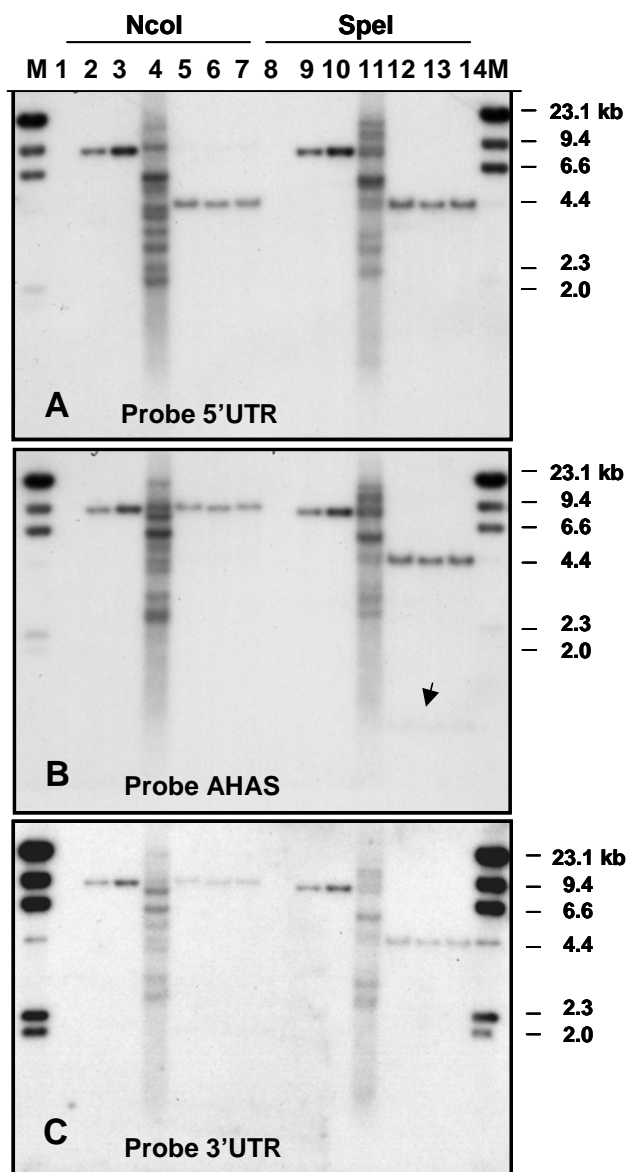 NcoI SpeI
M 1 2 3 4 5 6 7 8 9 10 11 12 13 14 M
23.1 kb
9.4
6.6
4.4
2.3
2.0
A Probe 5'UTR
23.1 kb
9.4
6.6
4.4
2.3
2.0
B Probe AHAS
23.1 kb
9.4
6.6
4.4
2.3
2.0
C Probe 3'UTR